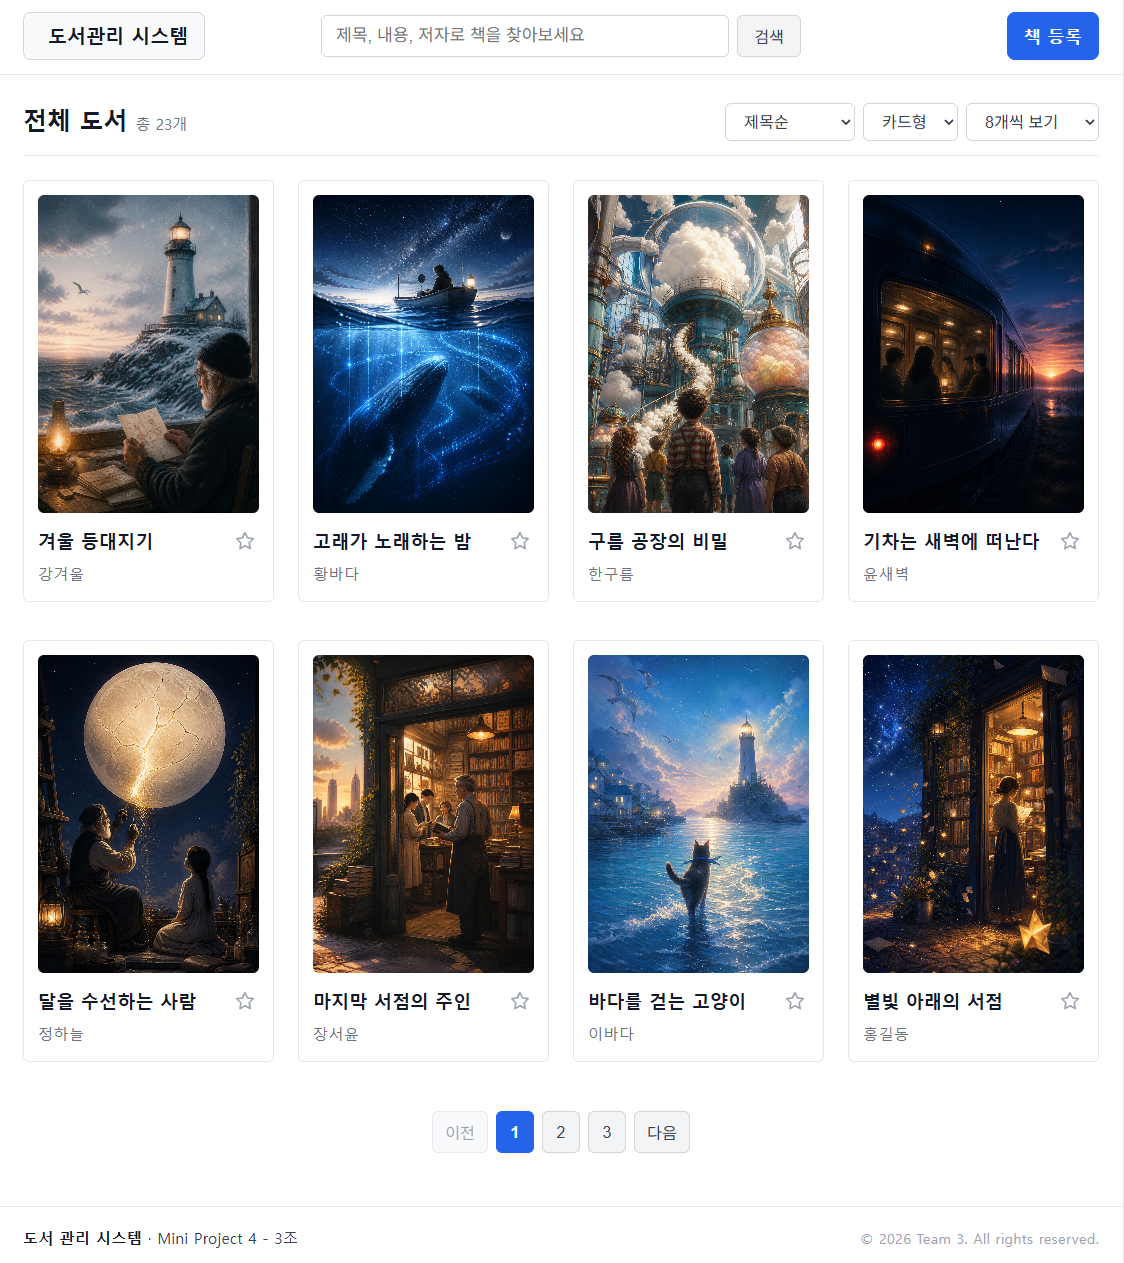 도서관리 시스템
제목, 내용, 저자로 책을 찾아보세요
검색
책 등록
전체 도서 총 23개
제목순
카드형
8개씩 보기
겨울 등대지기
강겨울
고래가 노래하는 밤
황바다
구름 공장의 비밀
한구름
기차는 새벽에 떠난다
윤새벽
달을 수선하는 사람
정하늘
마지막 서점의 주인
장서윤
바다를 걷는 고양이
이바다
별빛 아래의 서점
홍길동
이전 1 2 3 다음
도서 관리 시스템 · Mini Project 4 - 3조
© 2026 Team 3. All rights reserved.